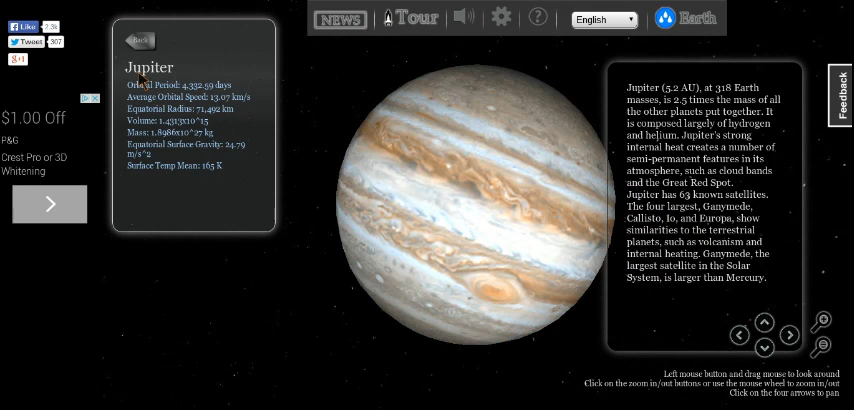 Like 2.3k
Tweet 307
g+1
$1.00 Off
P&G
Crest Pro or 3D
Whitening
Back
Jupiter
Orbital Period: 4,332.59 days
Average Orbital Speed: 13.07 km/s
Equatorial Radius: 71,492 km
Volume: 1.4313x10^15
Mass: 1.8986x10^27 kg
Equatorial Surface Gravity: 24.79
m/s^2
Surface Temp Mean: 165 K
NEWS Tour ? English Earth
Jupiter (5.2 AU), at 318 Earth
masses, is 2.5 times the mass of all
the other planets put together. It
is composed largely of hydrogen
and helium. Jupiter's strong
internal heat creates a number of
semi-permanent features in its
atmosphere, such as cloud bands
and the Great Red Spot.
Jupiter has 63 known satellites.
The four largest, Ganymede,
Callisto, Io, and Europa, show
similarities to the terrestrial
planets, such as volcanism and
internal heating. Ganymede, the
largest satellite in the Solar
System, is larger than Mercury.
Feedback
Left mouse button and drag mouse to look around
Click on the zoom in/out buttons or use the mouse wheel to zoom in/out
Click on the four arrows to pan